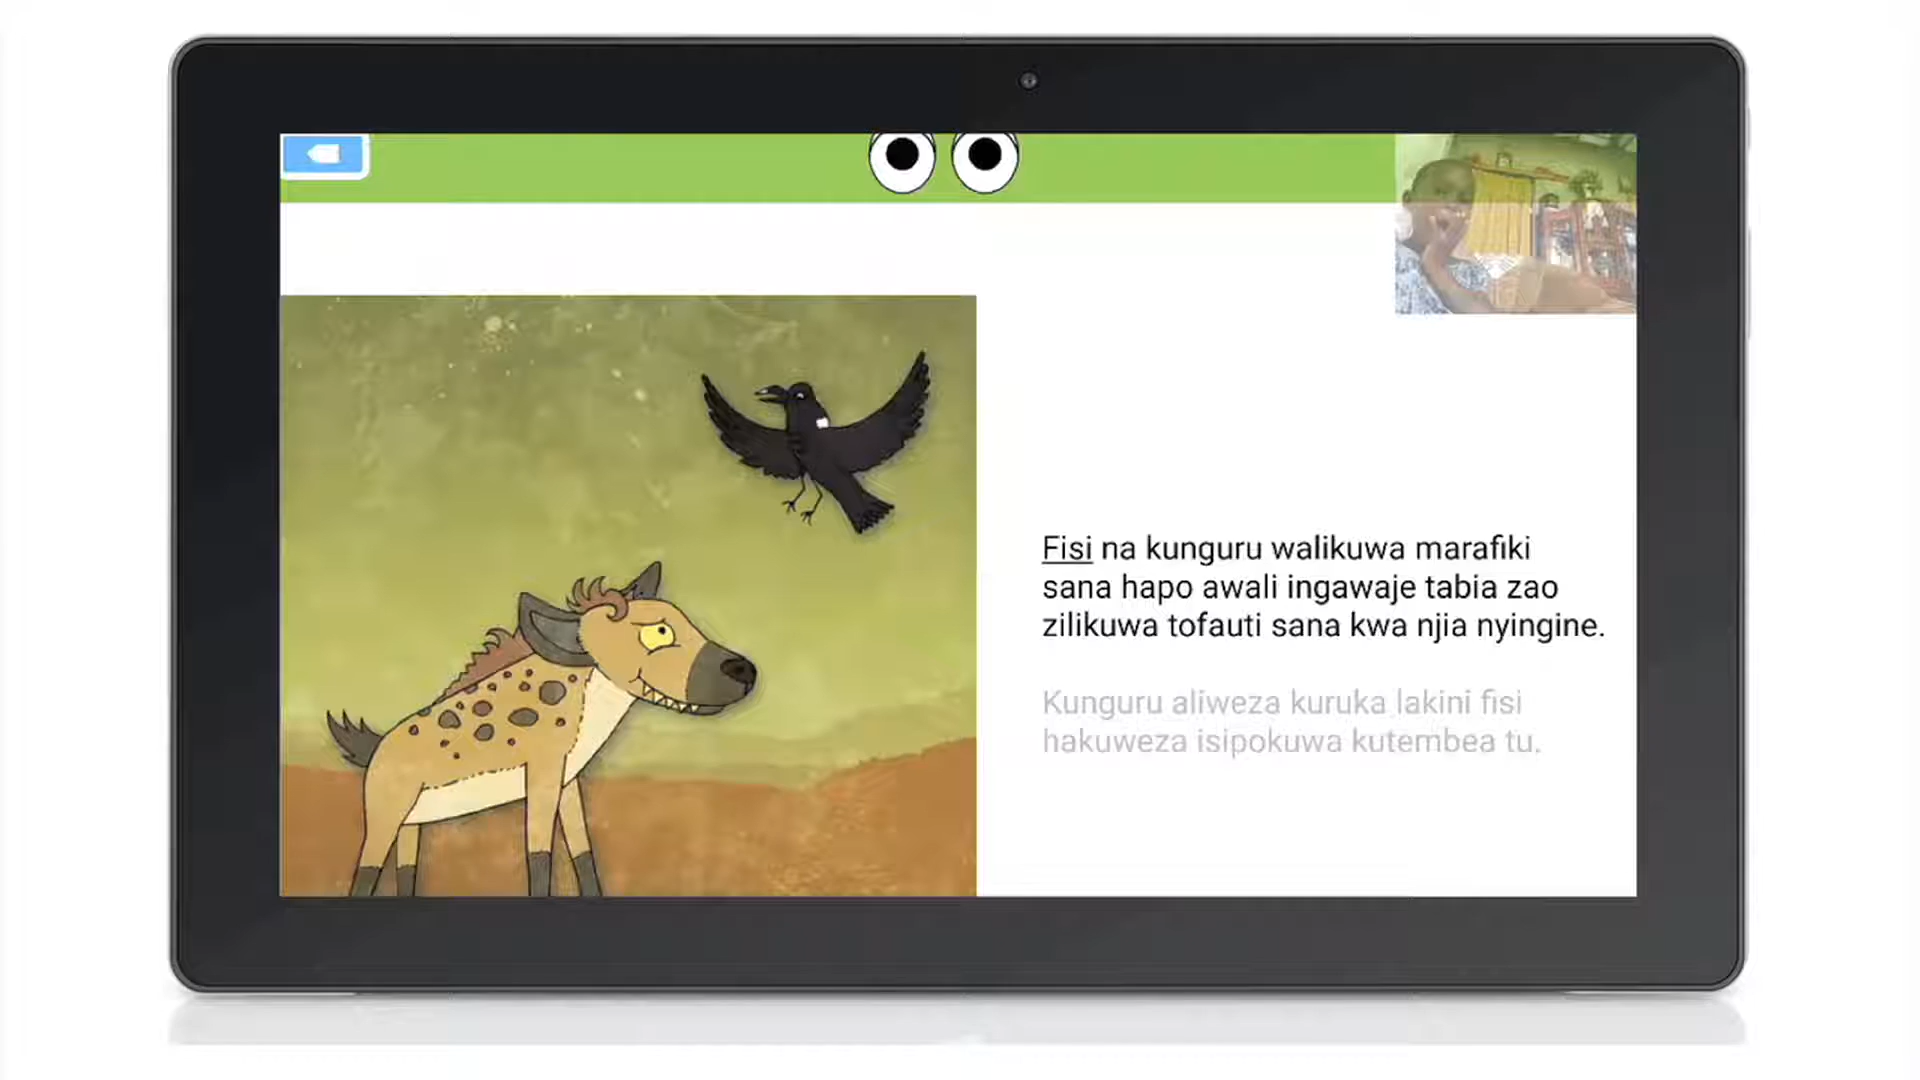 Fisi na kunguru walikuwa marafiki
sana hapo awali ingawaje tabia zao
zilikuwa tofauti sana kwa njia nyingine.
Kunguru aliweza kuruka lakini fisi
hakuweza isipokuwa kutembea tu.